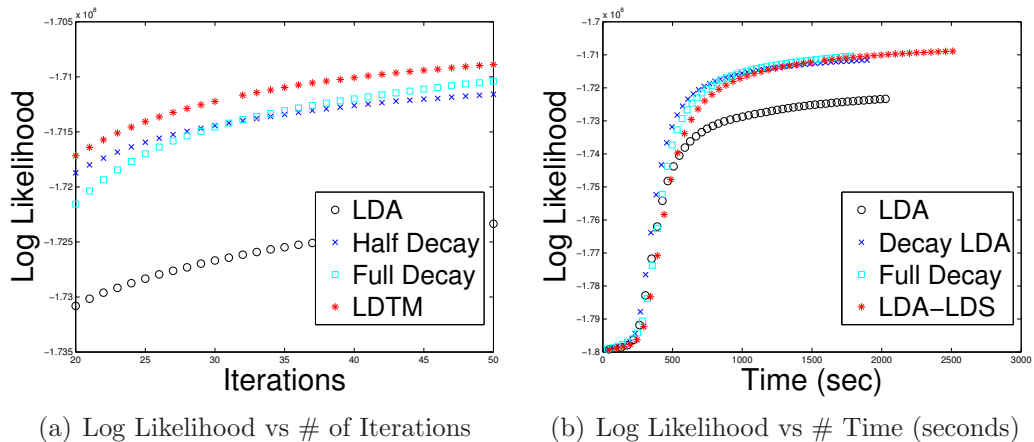 x 10^8
-1.705
-1.71
-1.715
-1.72
-1.725
-1.73
-1.735
Log Likelihood
20 25 30 35 40 45 50
Iterations
LDA
Half Decay
Full Decay
LDTM
(a) Log Likelihood vs # of Iterations
x 10^8
-1.7
-1.71
-1.72
-1.73
-1.74
-1.75
-1.76
-1.77
-1.78
-1.79
-1.8
Log Likelihood
0 500 1000 1500 2000 2500 3000
Time (sec)
LDA
Decay LDA
Full Decay
LDA-LDS
(b) Log Likelihood vs # Time (seconds)